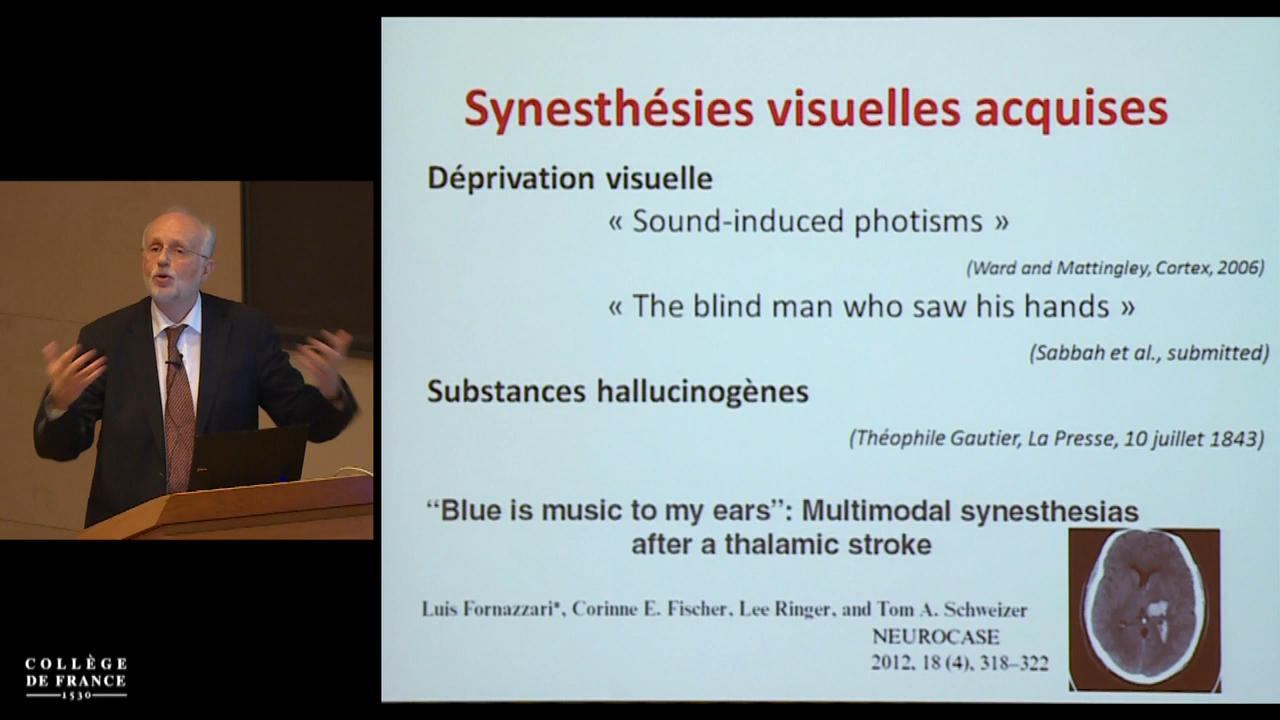 Synesthésies visuelles acquises
Déprivation visuelle
« Sound-induced photisms »
(Ward and Mattingley, Cortex, 2006)
« The blind man who saw his hands »
(Sabbah et al., submitted)
Substances hallucinogènes
(Théophile Gautier, La Presse, 10 juillet 1843)
“Blue is music to my ears”: Multimodal synesthesias
after a thalamic stroke
Luis Fornazzari*, Corinne E. Fischer, Lee Ringer, and Tom A. Schweizer
NEUROCASE
2012, 18 (4), 318–322
COLLÈGE
DE FRANCE
1530